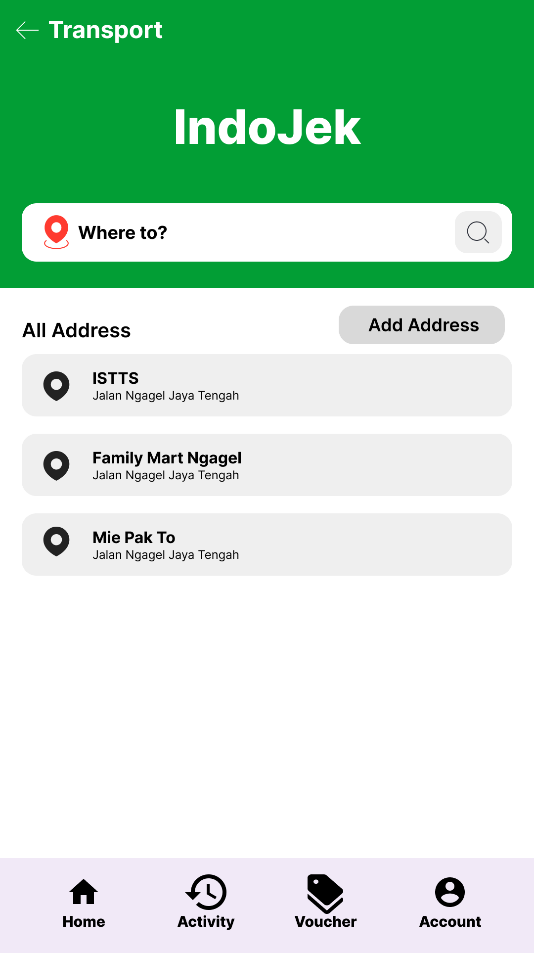 Transport
IndoJek
Where to?
All Address
Add Address
ISTTS
Jalan Ngagel Jaya Tengah
Family Mart Ngagel
Jalan Ngagel Jaya Tengah
Mie Pak To
Jalan Ngagel Jaya Tengah
Home
Activity
Voucher
Account